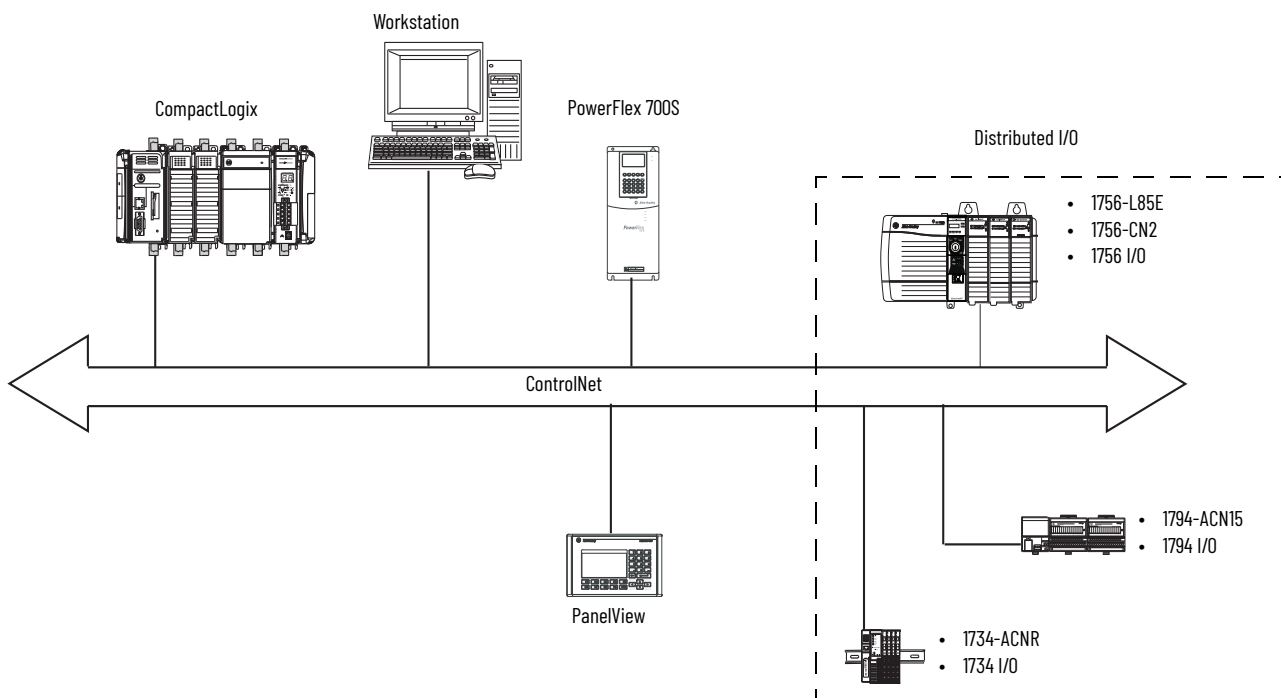 Workstation
CompactLogix
PowerFlex 700S
Distributed I/O
• 1756-L85E
• 1756-CN2
• 1756 I/O
ControlNet
• 1794-ACN15
• 1794 I/O
PanelView
• 1734-ACNR
• 1734 I/O